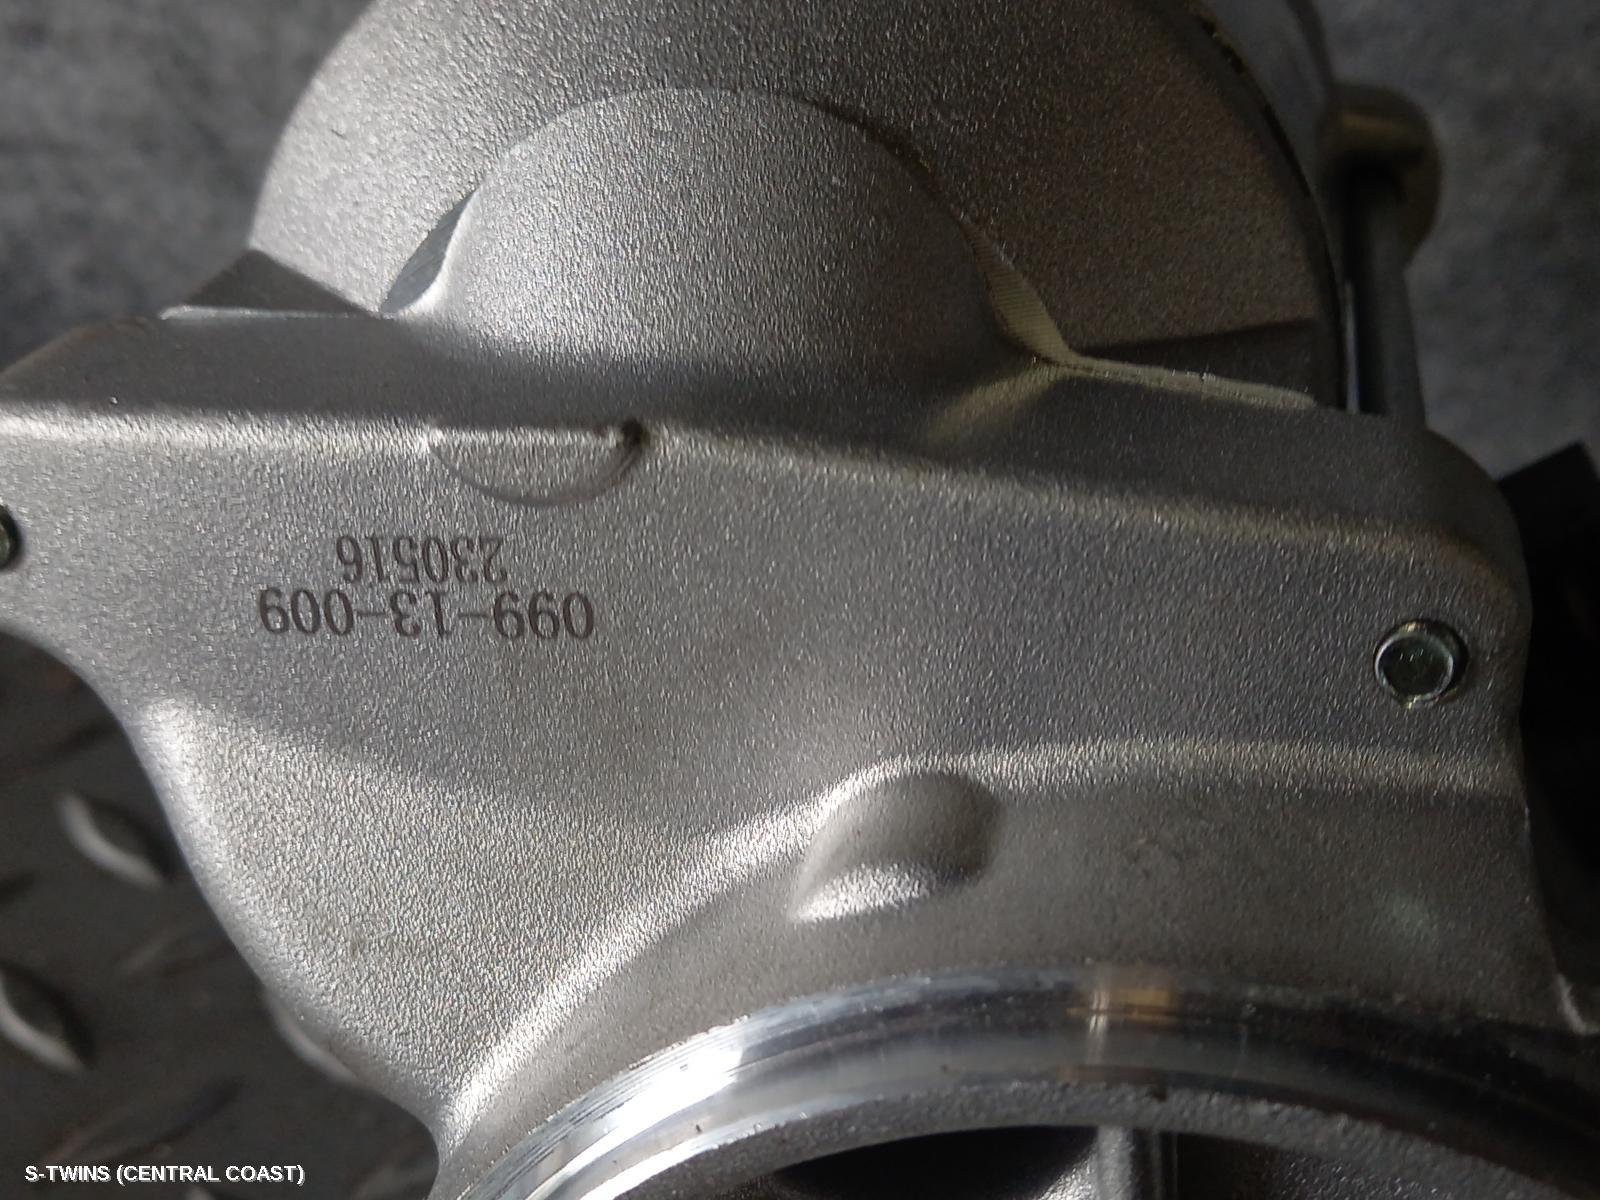 099-13-009
230516
S-TWINS (CENTRAL COAST)